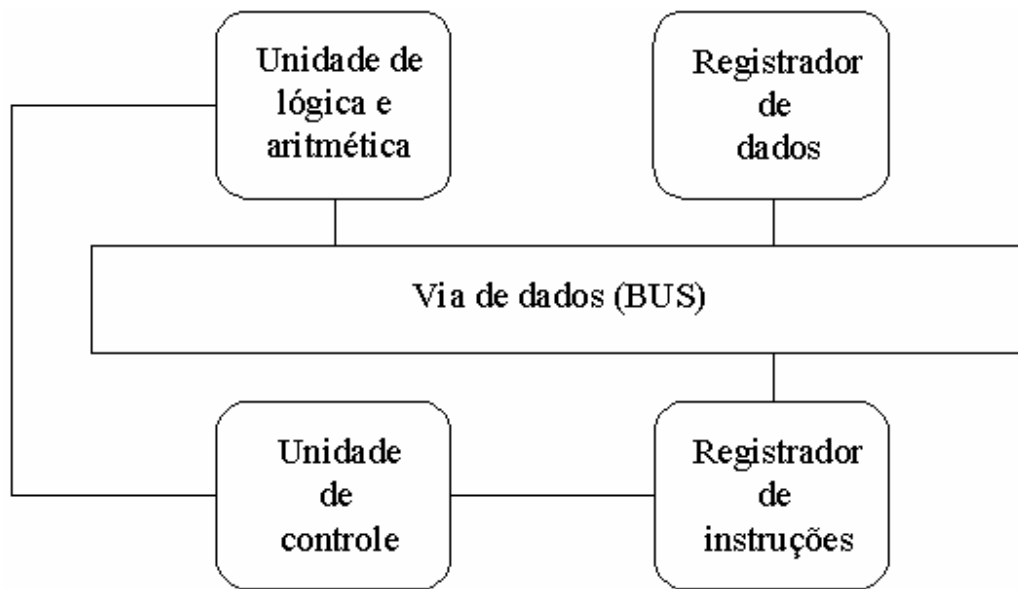 Unidade de
lógica e
aritmética
Registrador
de
dados
Via de dados (BUS)
Unidade
de
controle
Registrador
de
instruções